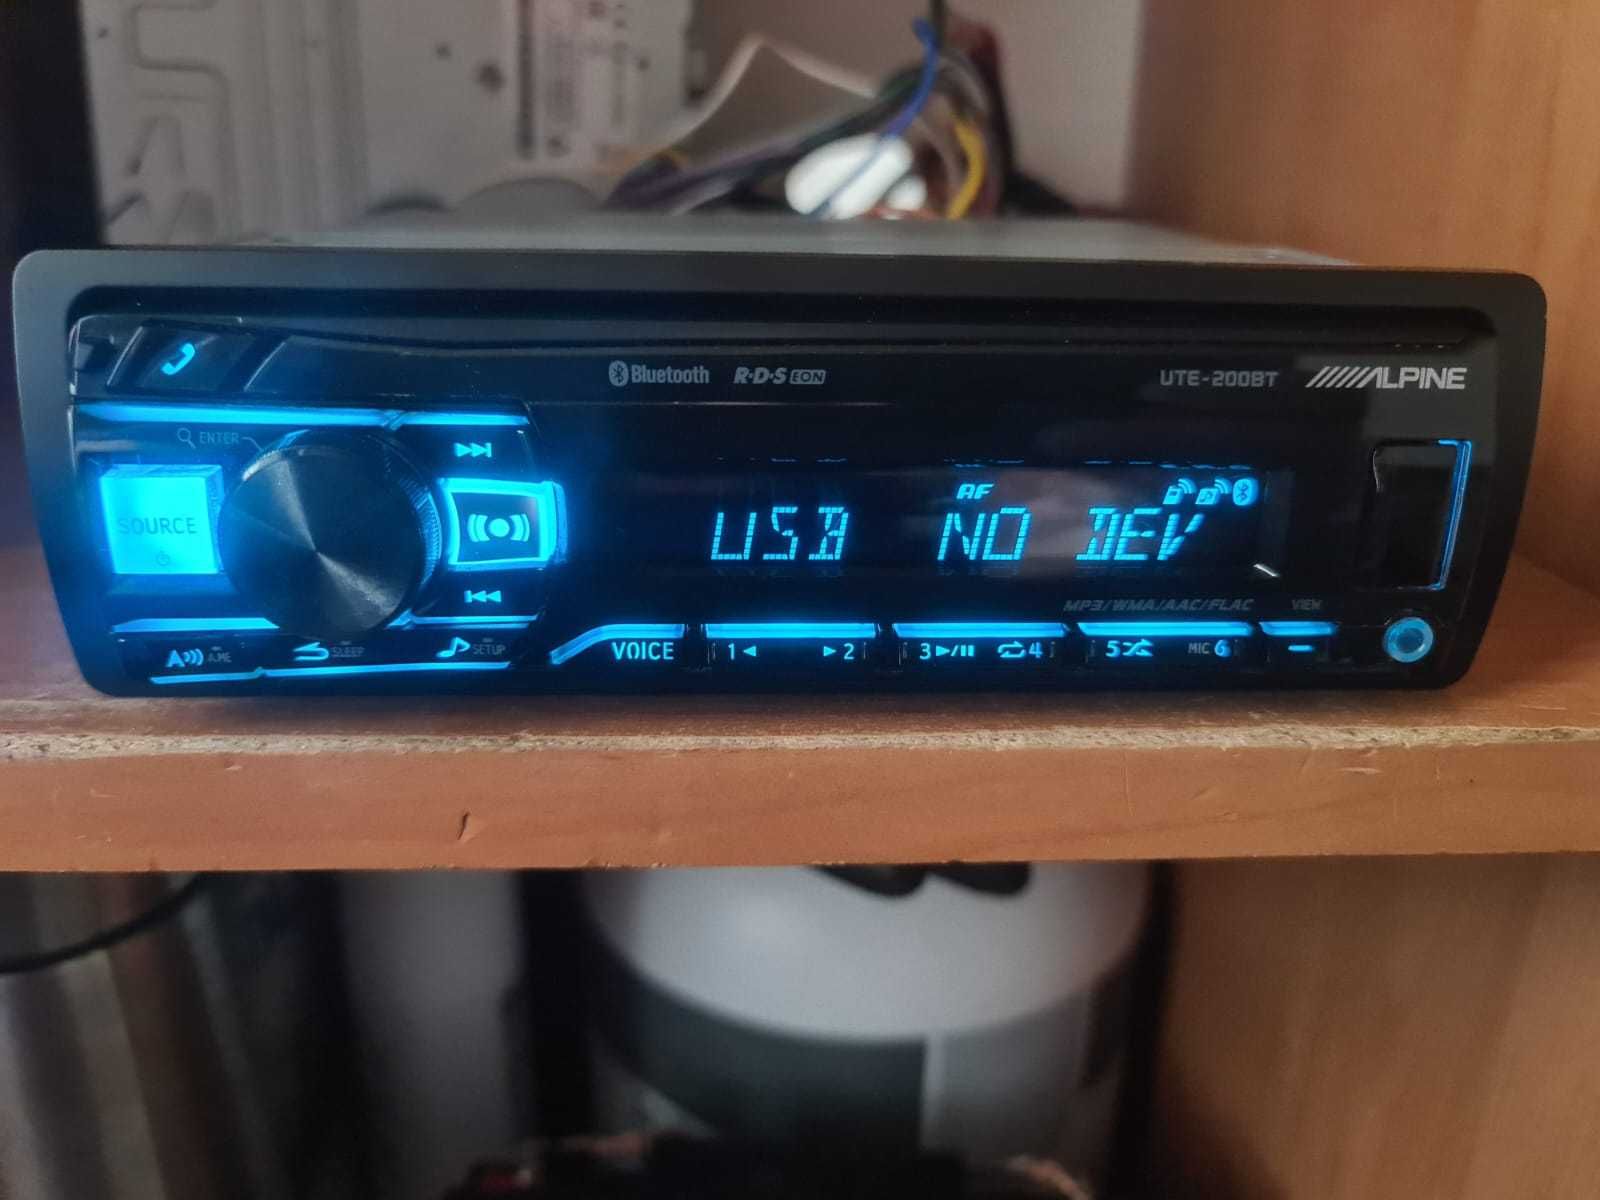 Bluetooth R·D·S EON
UTE-200BT ALPINE
ENTER
SOURCE
AF
USB NO DEV
MP3/WMA/AAC/FLAC VIEW
A.ME SLEEP SETUP
VOICE 1 2 3 4 5 MIC 6